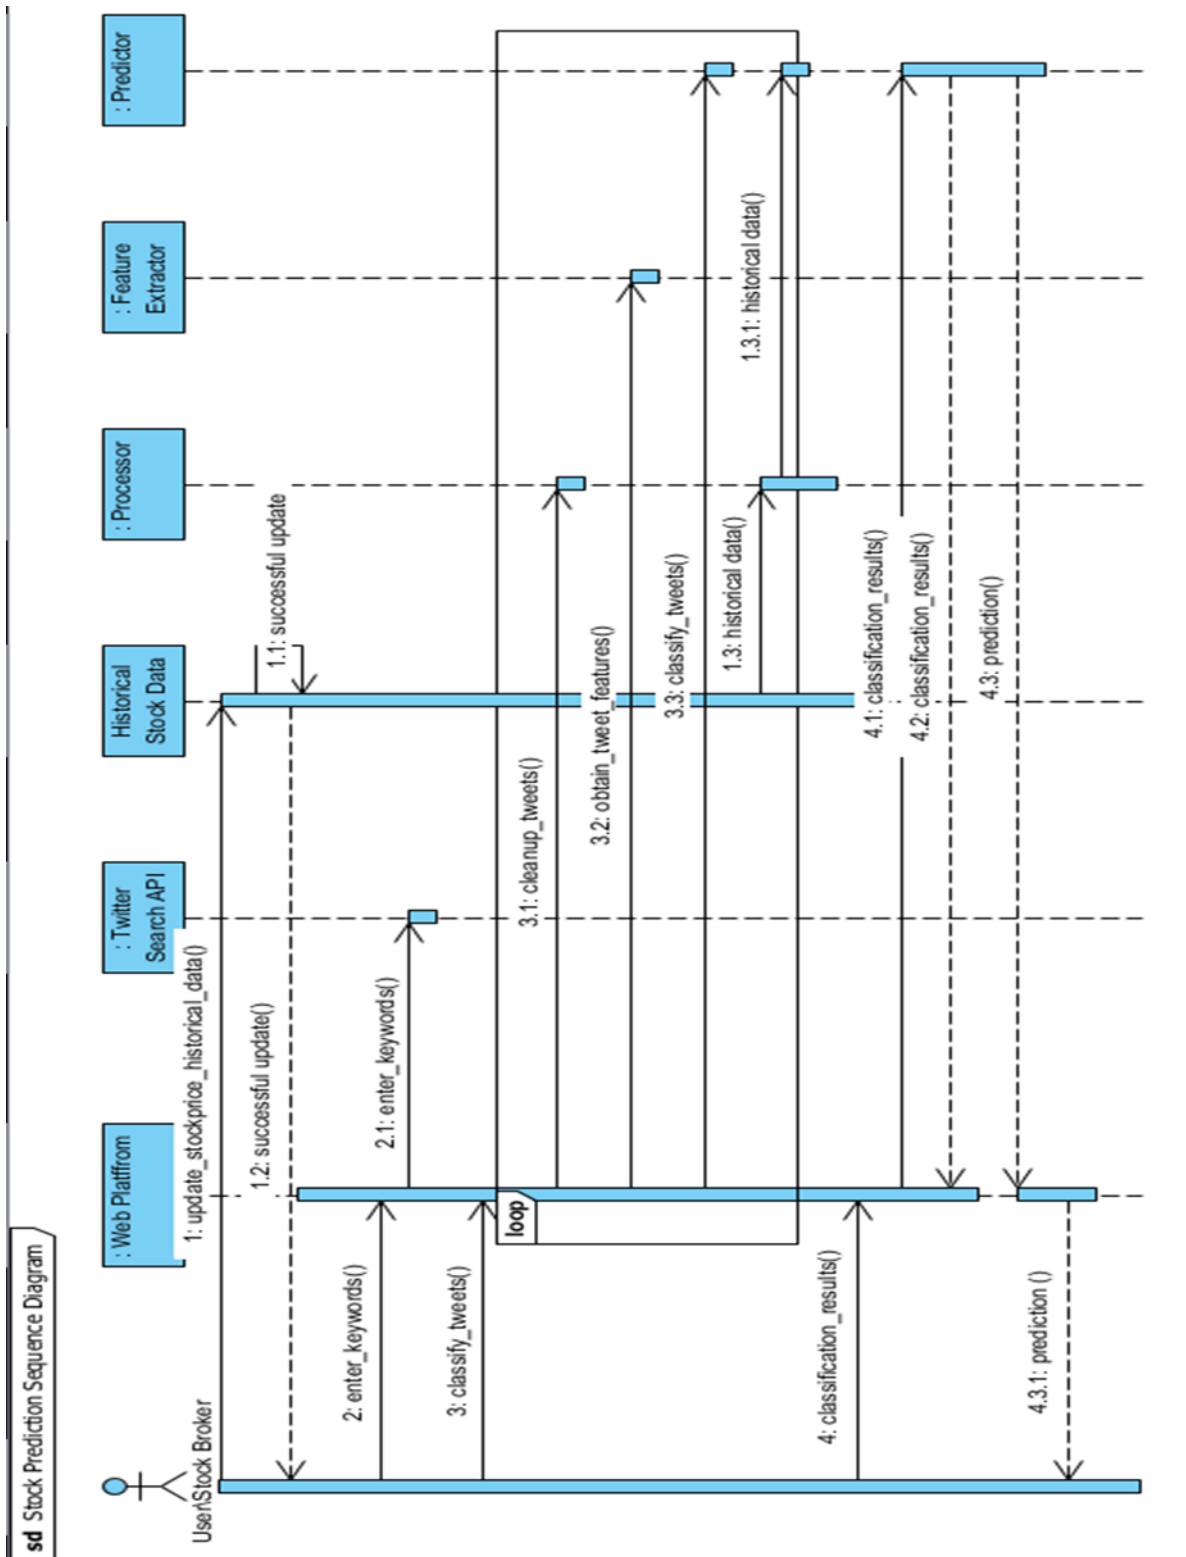 sd Stock Prediction Sequence Diagram
User\Stock Broker
: Web Platffrom
: Twitter
Search API
Historical
Stock Data
: Processor
: Feature
Extractor
: Predictor
1: update_stockprice_historical_data()
1.1: successful update
1.2: successful update()
2: enter_keywords()
2.1: enter_keywords()
3: classify_tweets()
loop
3.1: cleanup_tweets()
3.2: obtain_tweet_features()
3.3: classify_tweets()
1.3: historical data()
1.3.1: historical data()
4: classification_results()
4.1: classification_results()
4.2: classification_results()
4.3: prediction()
4.3.1: prediction ()